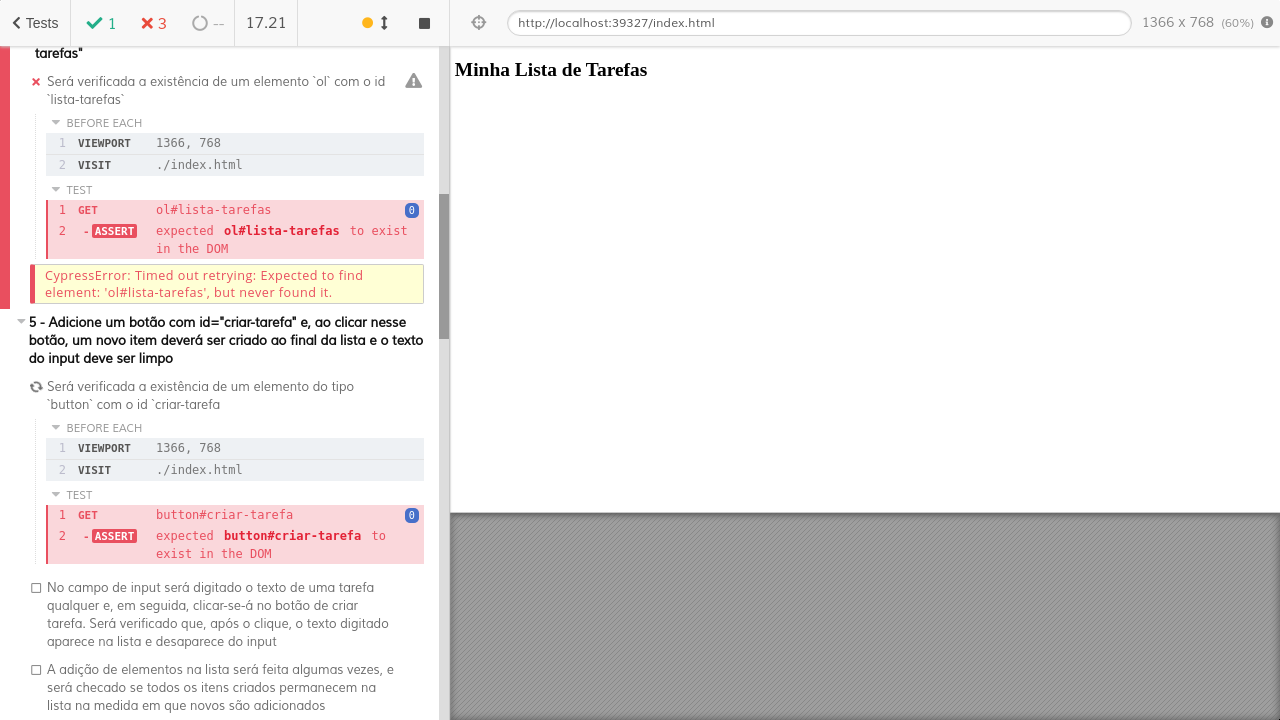 Tests
1
3
--
17.21
http://localhost:39327/index.html
1366 x 768 (60%)
tarefas"
Será verificada a existência de um elemento `ol` com o id
`lista-tarefas`
BEFORE EACH
1 VIEWPORT 1366, 768
2 VISIT ./index.html
TEST
1 GET ol#lista-tarefas 0
2 -ASSERT expected ol#lista-tarefas to exist
in the DOM
CypressError: Timed out retrying: Expected to find
element: 'ol#lista-tarefas', but never found it.
5 - Adicione um botão com id="criar-tarefa" e, ao clicar nesse
botão, um novo item deverá ser criado ao final da lista e o texto
do input deve ser limpo
Será verificada a existência de um elemento do tipo
`button` com o id `criar-tarefa
BEFORE EACH
1 VIEWPORT 1366, 768
2 VISIT ./index.html
TEST
1 GET button#criar-tarefa 0
2 -ASSERT expected button#criar-tarefa to
exist in the DOM
No campo de input será digitado o texto de uma tarefa
qualquer e, em seguida, clicar-se-á no botão de criar
tarefa. Será verificado que, após o clique, o texto digitado
aparece na lista e desaparece do input
A adição de elementos na lista será feita algumas vezes, e
será checado se todos os itens criados permanecem na
lista na medida em que novos são adicionados
Minha Lista de Tarefas